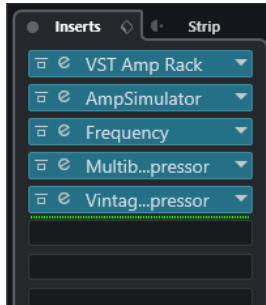 Inserts Strip
VST Amp Rack
AmpSimulator
Frequency
Multib...pressor
Vintag...pressor